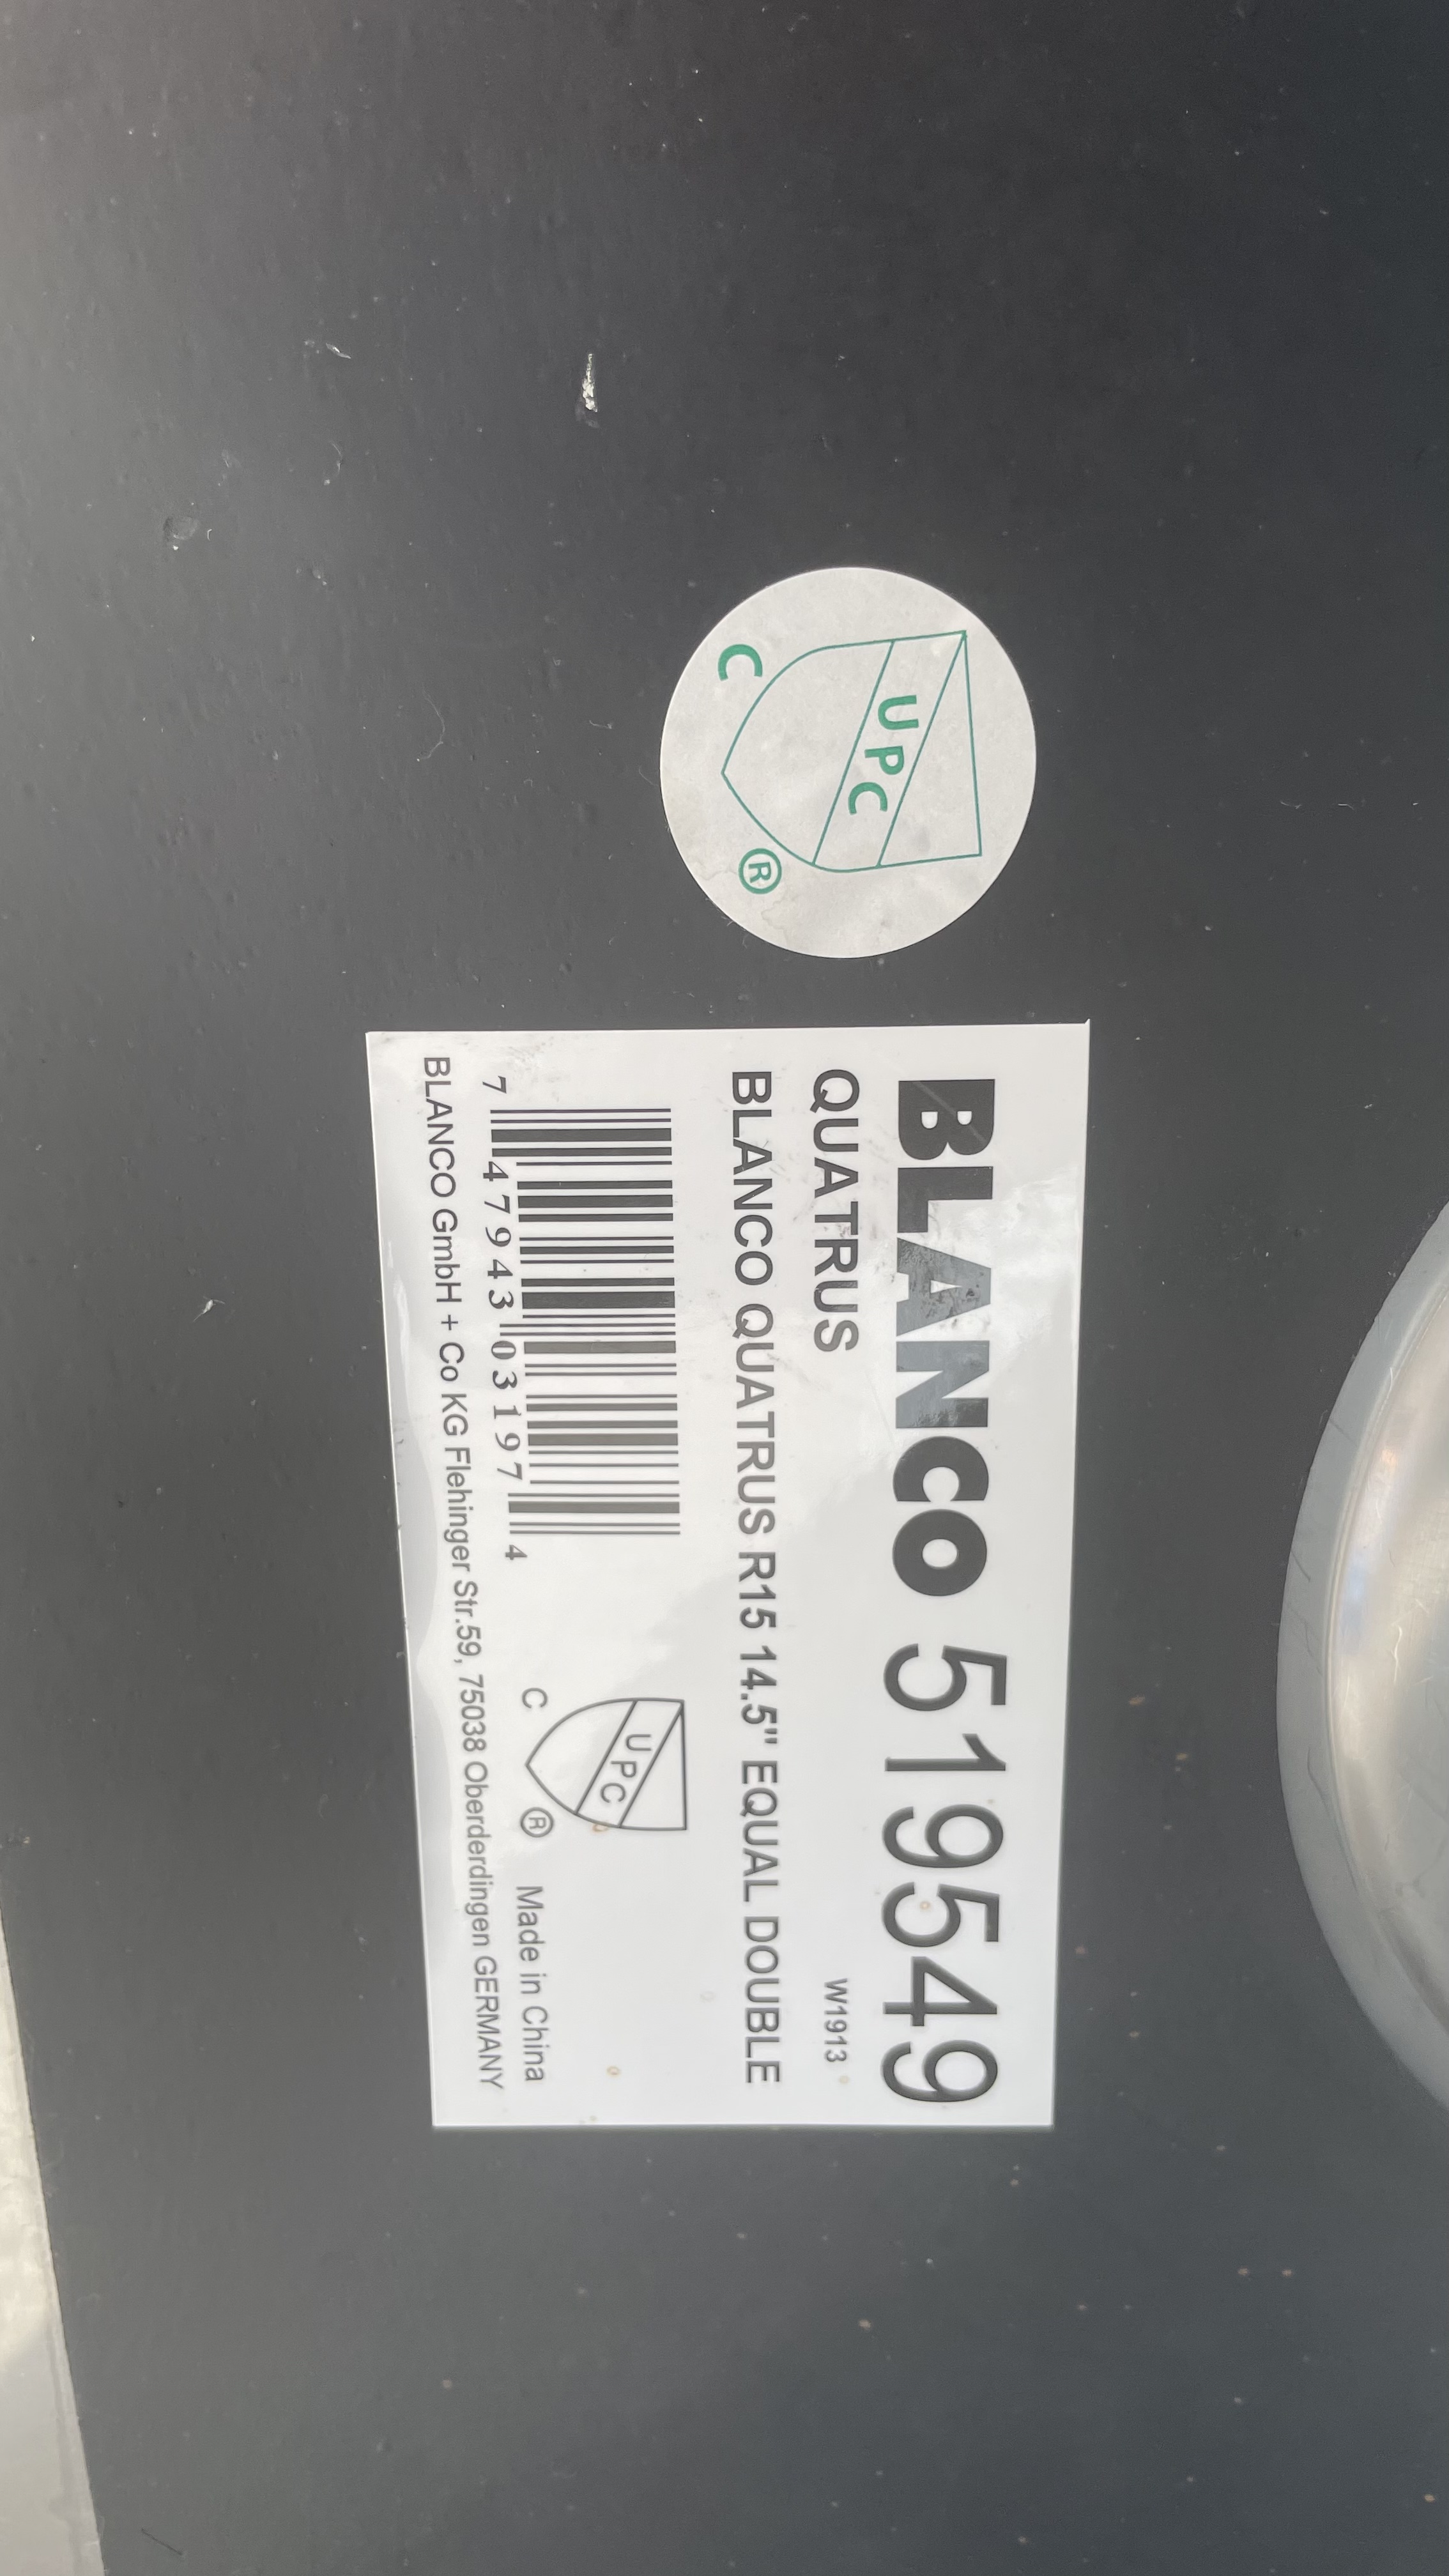 UPC
C ®
BLANCO 519549
QUATRUS W1913
BLANCO QUATRUS R15 14.5" EQUAL DOUBLE
7 47943 03197 4
UPC
C ® Made in China
BLANCO GmbH + Co KG Flehinger Str.59, 75038 Oberderdingen GERMANY